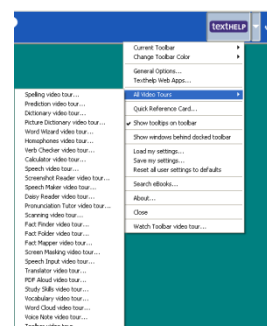 textHELP
Current Toolbar
Change Toolbar Color
General Options...
Texthelp Web Apps...
All Video Tours
Quick Reference Card...
Show tooltips on toolbar
Show windows behind docked toolbar
Load my settings...
Save my settings...
Reset all user settings to defaults
Search eBooks...
About...
Close
Watch Toolbar video tour...
Spelling video tour...
Prediction video tour...
Dictionary video tour...
Picture Dictionary video tour...
Word Wizard video tour...
Homophones video tour...
Verb Checker video tour...
Calculator video tour...
Speech video tour...
Screenshot Reader video tour...
Speech Maker video tour...
Daisy Reader video tour...
Pronunciation Tutor video tour...
Scanning video tour...
Fact Finder video tour...
Fact Folder video tour...
Fact Mapper video tour...
Screen Masking video tour...
Speech Input video tour...
Translator video tour...
PDF Aloud video tour...
Study Skills video tour...
Vocabulary video tour...
Word Cloud video tour...
Voice Note video tour...